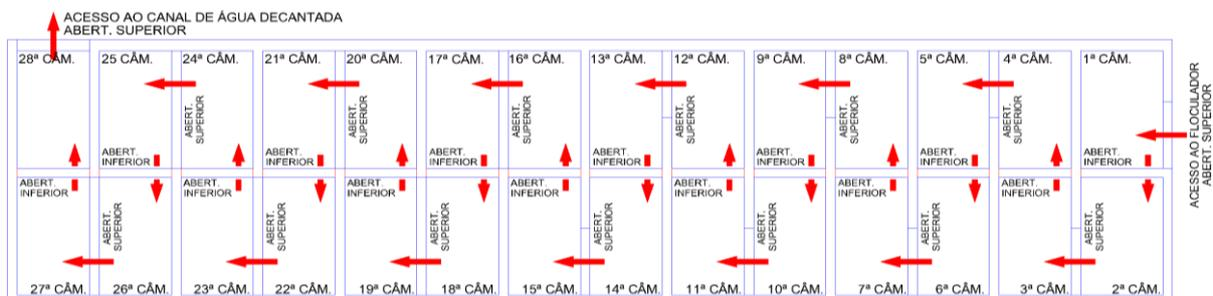 ACESSO AO CANAL DE ÁGUA DECANTADA
ABERT. SUPERIOR
28ª CÂM. 25 CÂM. 24ª CÂM. 21ª CÂM. 20ª CÂM. 17ª CÂM. 16ª CÂM. 13ª CÂM. 12ª CÂM. 9ª CÂM. 8ª CÂM. 5ª CÂM. 4ª CÂM. 1ª CÂM.
ABERT.
SUPERIOR
ABERT.
SUPERIOR
ABERT.
SUPERIOR
ABERT.
SUPERIOR
ABERT.
SUPERIOR
ABERT.
SUPERIOR
ACESSO AO FLOCULADOR
ABERT. SUPERIOR
ABERT.
INFERIOR
ABERT.
INFERIOR
ABERT.
INFERIOR
ABERT.
INFERIOR
ABERT.
INFERIOR
ABERT.
INFERIOR
ABERT.
INFERIOR
ABERT.
INFERIOR
ABERT.
INFERIOR
ABERT.
INFERIOR
ABERT.
INFERIOR
ABERT.
INFERIOR
ABERT.
INFERIOR
ABERT.
INFERIOR
ABERT.
SUPERIOR
ABERT.
SUPERIOR
ABERT.
SUPERIOR
ABERT.
SUPERIOR
ABERT.
SUPERIOR
ABERT.
SUPERIOR
ABERT.
SUPERIOR
27ª CÂM. 26ª CÂM. 23ª CÂM. 22ª CÂM. 19ª CÂM. 18ª CÂM. 15ª CÂM. 14ª CÂM. 11ª CÂM. 10ª CÂM. 7ª CÂM. 6ª CÂM. 3ª CÂM. 2ª CÂM.